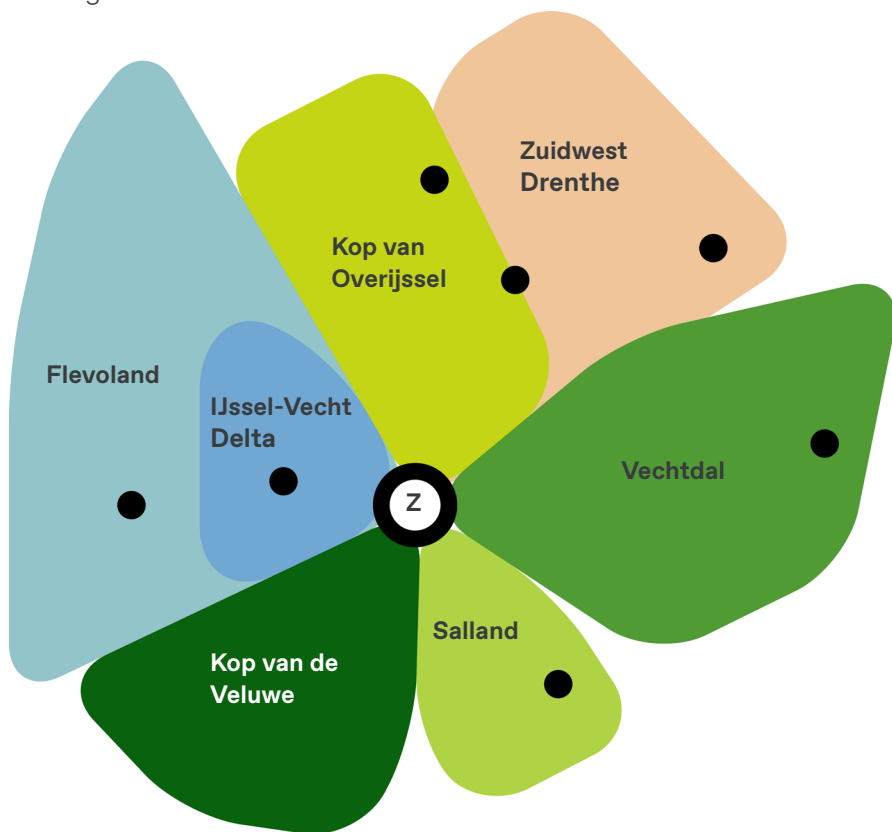 Zuidwest
Drenthe
Kop van
Overijssel
Flevoland
IJssel-Vecht
Delta
Vechtdal
Z
Salland
Kop van de
Veluwe